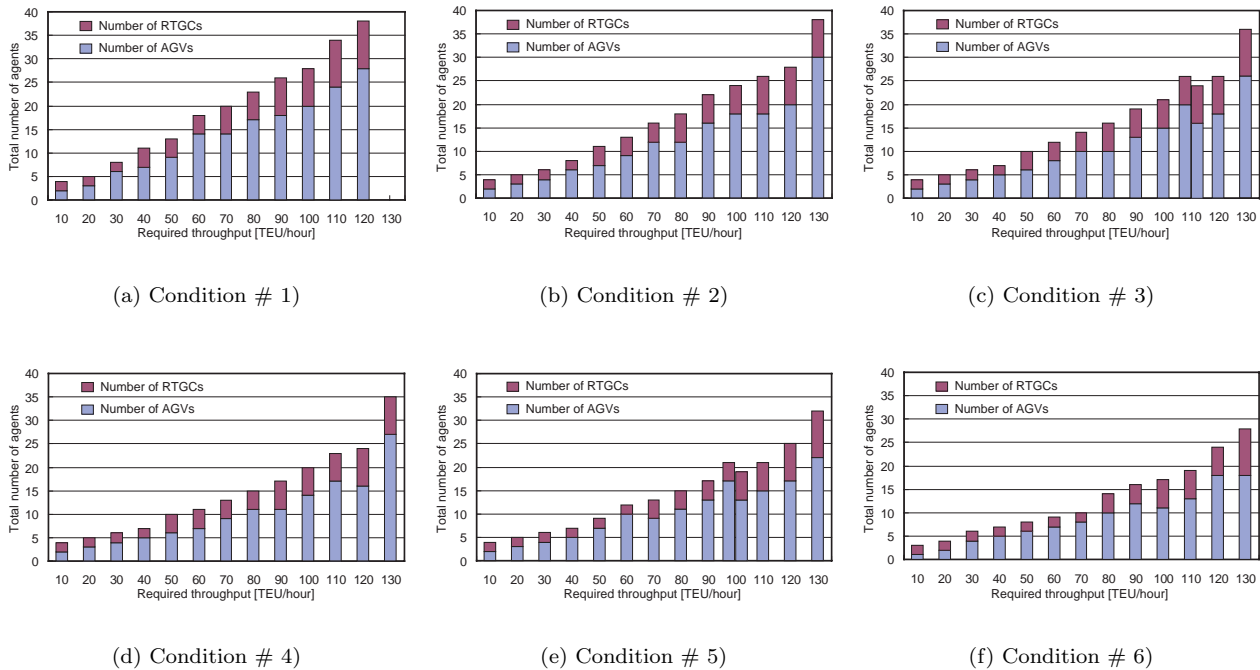 40
35
30
25
20
15
10
5
0
Total number of agents
Number of RTGCs
Number of AGVs
10 20 30 40 50 60 70 80 90 100 110 120 130
Required throughput [TEU/hour]
(a) Condition # 1)
40
35
30
25
20
15
10
5
0
Total number of agents
Number of RTGCs
Number of AGVs
10 20 30 40 50 60 70 80 90 100 110 120 130
Required throughput [TEU/hour]
(b) Condition # 2)
40
35
30
25
20
15
10
5
0
Total number of agents
Number of RTGCs
Number of AGVs
10 20 30 40 50 60 70 80 90 100 110 120 130
Required throughput [TEU/hour]
(c) Condition # 3)
40
35
30
25
20
15
10
5
0
Total number of agents
Number of RTGCs
Number of AGVs
10 20 30 40 50 60 70 80 90 100 110 120 130
Required throughput [TEU/hour]
(d) Condition # 4)
40
35
30
25
20
15
10
5
0
Total number of agents
Number of RTGCs
Number of AGVs
10 20 30 40 50 60 70 80 90 100 110 120 130
Required throughput [TEU/hour]
(e) Condition # 5)
40
35
30
25
20
15
10
5
0
Total number of agents
Number of RTGCs
Number of AGVs
10 20 30 40 50 60 70 80 90 100 110 120 130
Required throughput [TEU/hour]
(f) Condition # 6)